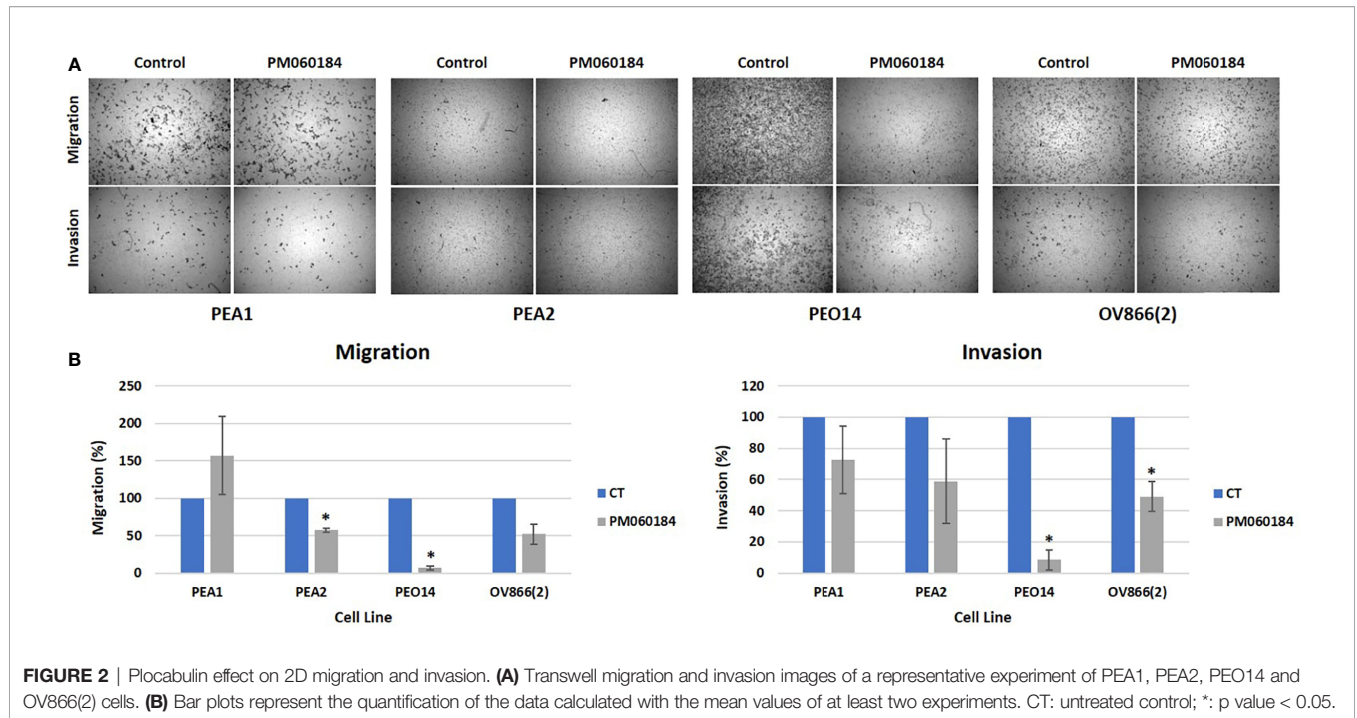 A
Control PM060184 Control PM060184 Control PM060184 Control PM060184
Migration
Invasion
PEA1 PEA2 PEO14 OV866(2)
B
Migration
250
200
150
100
50
0
Migration (%)
PEA1 PEA2 PEO14 OV866(2)
Cell Line
* *
CT
PM060184
Invasion
120
100
80
60
40
20
0
Invasion (%)
PEA1 PEA2 PEO14 OV866(2)
Cell Line
* *
CT
PM060184
FIGURE 2 | Plocabulin effect on 2D migration and invasion. (A) Transwell migration and invasion images of a representative experiment of PEA1, PEA2, PEO14 and
OV866(2) cells. (B) Bar plots represent the quantification of the data calculated with the mean values of at least two experiments. CT: untreated control; *: p value < 0.05.